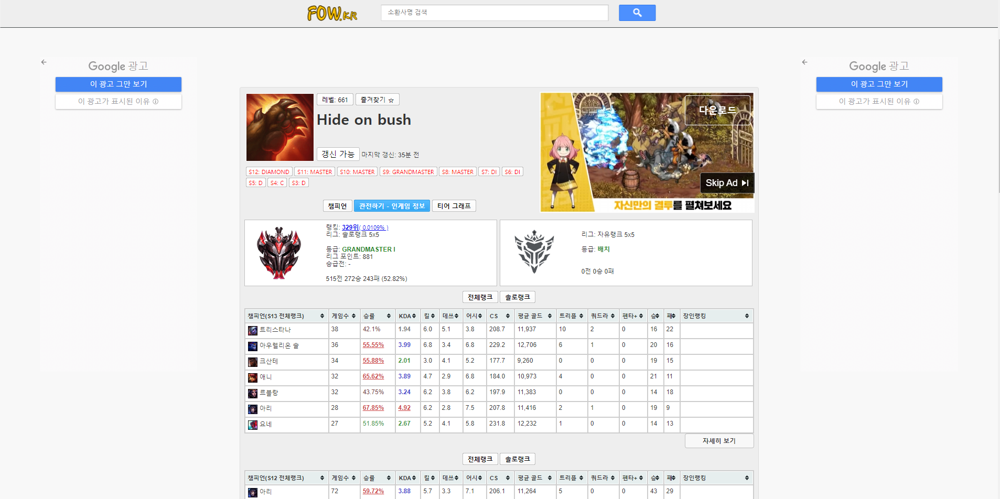 FOW.KR
소환사명 검색
Google 광고
이 광고 그만 보기
이 광고가 표시된 이유
Google 광고
이 광고 그만 보기
이 광고가 표시된 이유
레벨: 661
즐겨찾기 ☆
Hide on bush
갱신 가능
마지막 갱신: 35분 전
S12: DIAMOND S11: MASTER S10: MASTER S9: GRANDMASTER S8: MASTER S7: DI S6: DI
S5: D S4: C S3: D
다운로드
Skip Ad
자신만의 결투를 펼쳐보세요
챔피언 관전하기 - 인게임 정보 티어 그래프
랭킹: 329위( 0.0109% )
리그: 솔로랭크 5x5
등급: GRANDMASTER I
리그 포인트: 881
승급전: -
515전 272승 243패 (52.82%)
리그: 자유랭크 5x5
등급: 배치
0전 0승 0패
전체랭크 솔로랭크
챔피언(S13 전체랭크) 게임수 승률 KDA 킬 데쓰 어시 CS 평균 골드 트리플 쿼드라 펜타+ 승 패 장인랭킹
트리스타나 38 42.1% 1.94 6.0 5.1 3.8 208.7 11,937 10 2 0 16 22
아우렐리온 솔 36 55.55% 3.99 6.8 3.4 6.8 229.2 12,706 6 1 0 20 16
크산테 34 55.88% 2.01 3.0 4.1 5.2 177.7 9,260 0 0 0 19 15
애니 32 65.62% 3.89 4.7 2.9 6.8 184.0 10,973 4 0 0 21 11
르블랑 32 43.75% 3.24 6.2 3.8 6.2 197.9 11,383 0 0 0 14 18
아리 28 67.85% 4.92 6.2 2.8 7.5 207.8 11,416 2 1 0 19 9
요네 27 51.85% 2.67 5.2 4.1 5.8 231.8 12,232 1 0 0 14 13
자세히 보기
전체랭크 솔로랭크
챔피언(S12 전체랭크) 게임수 승률 KDA 킬 데쓰 어시 CS 평균 골드 트리플 쿼드라 펜타+ 승 패 장인랭킹
아리 72 59.72% 3.88 5.7 3.3 7.1 206.1 11,264 5 0 0 43 29